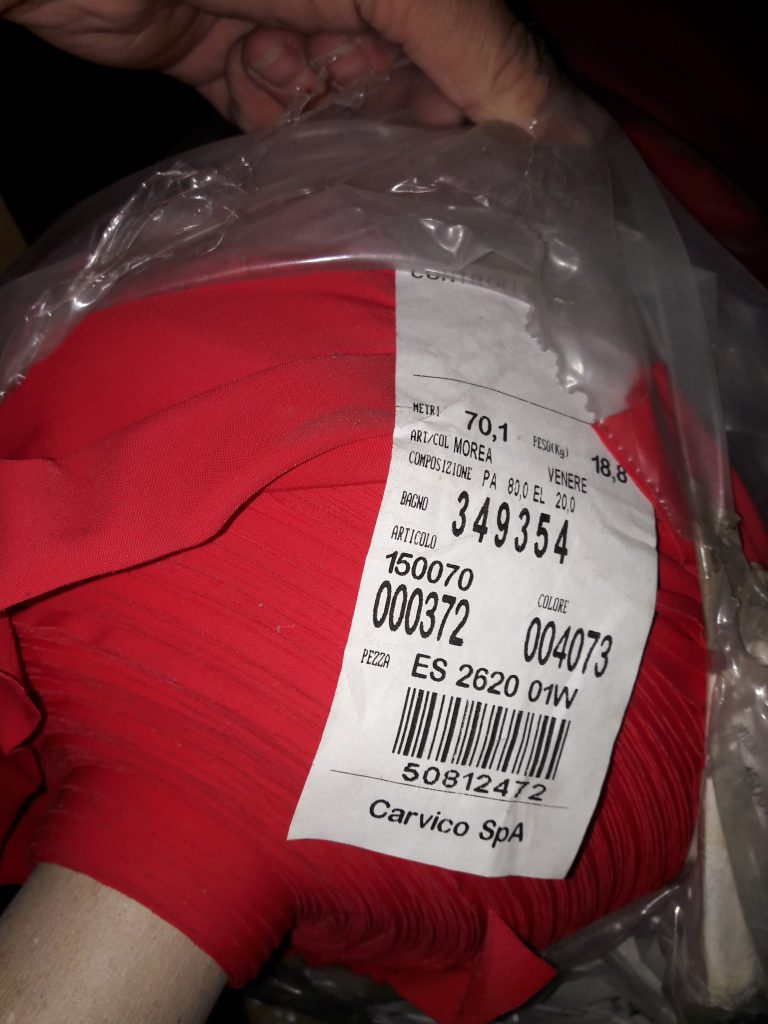 METRI 70,1 PESO(Kg) 18,8
ART/COL MOREA VENERE
COMPOSIZIONE PA 80,0 EL 20,0
BAGNO 349354
ARTICOLO
150070
COLORE
000372 004073
PEZZA ES 2620 01W
50812472
Carvico SpA